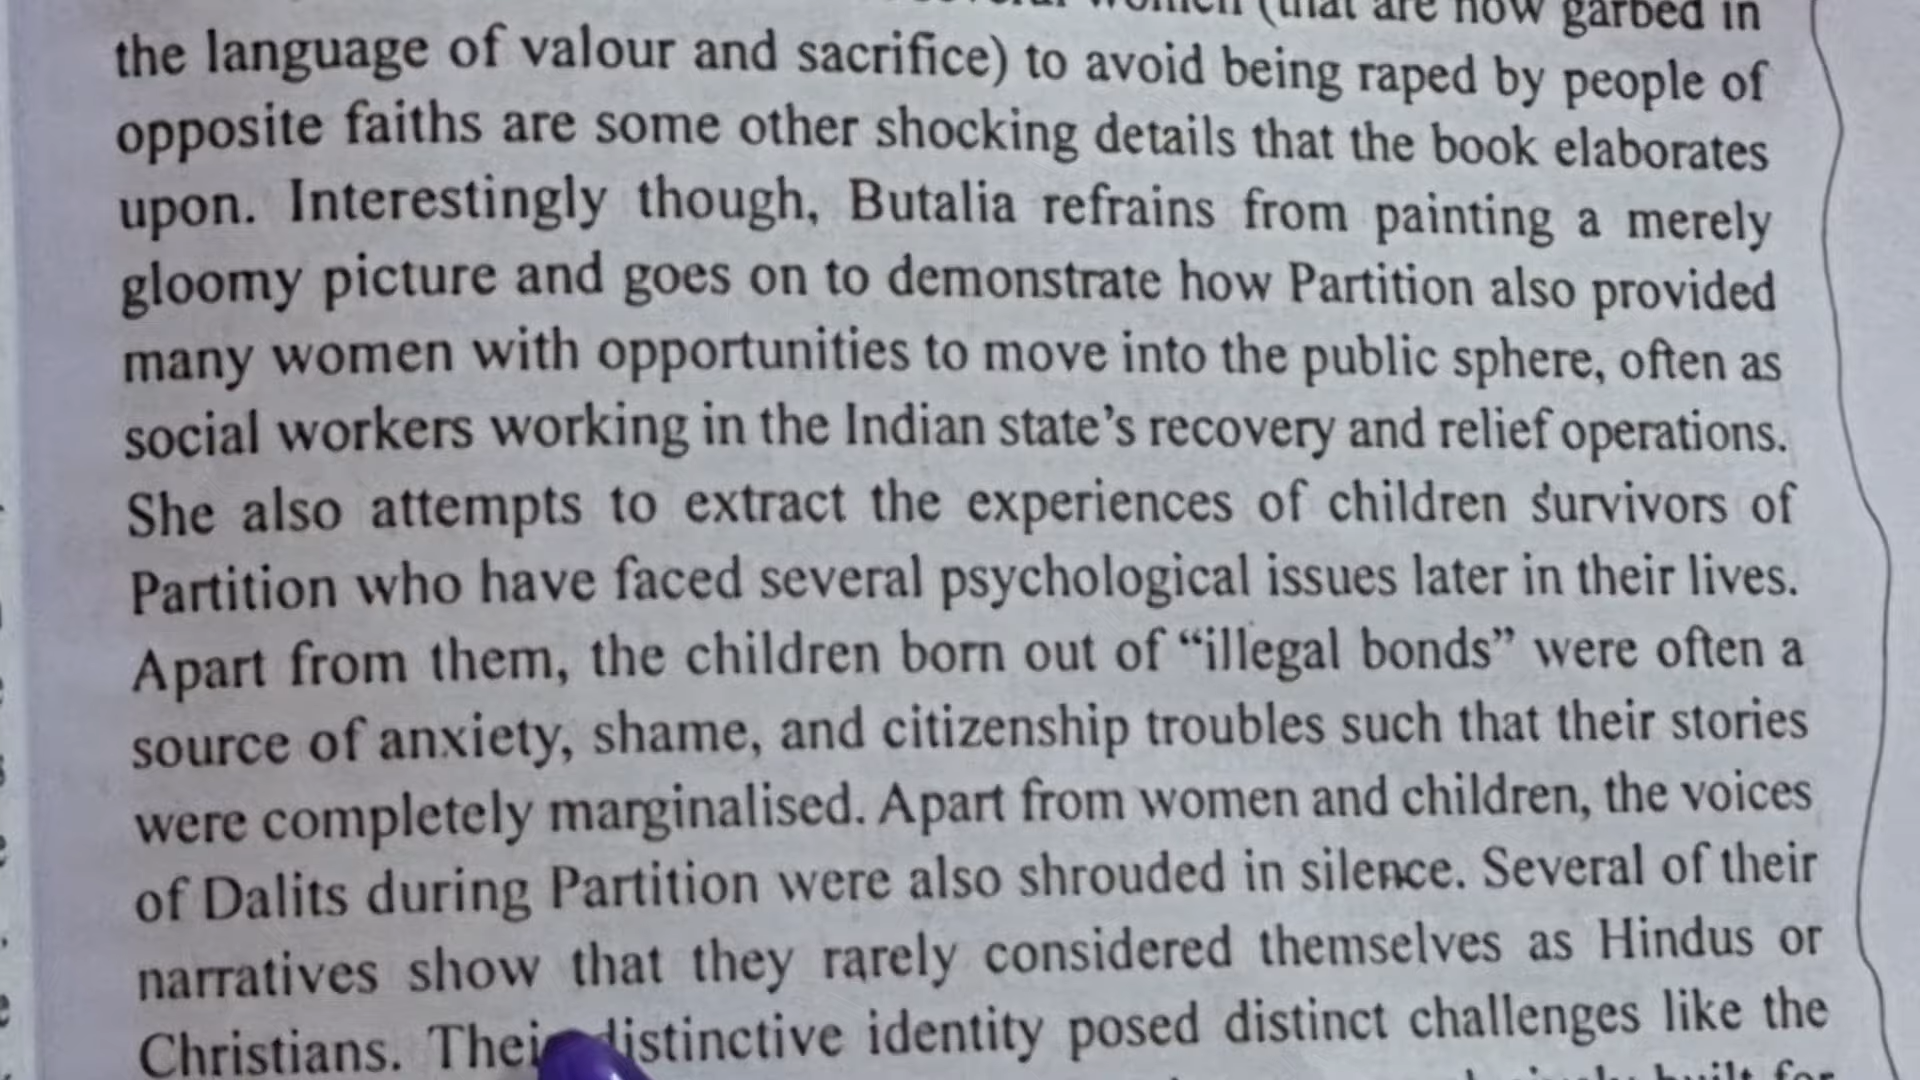 women (that are now garbed in
the language of valour and sacrifice) to avoid being raped by people of
opposite faiths are some other shocking details that the book elaborates
upon. Interestingly though, Butalia refrains from painting a merely
gloomy picture and goes on to demonstrate how Partition also provided
many women with opportunities to move into the public sphere, often as
social workers working in the Indian state's recovery and relief operations.
She also attempts to extract the experiences of children survivors of
Partition who have faced several psychological issues later in their lives.
Apart from them, the children born out of “illegal bonds” were often a
source of anxiety, shame, and citizenship troubles such that their stories
were completely marginalised. Apart from women and children, the voices
of Dalits during Partition were also shrouded in silence. Several of their
narratives show that they rarely considered themselves as Hindus or
Christians. Their distinctive identity posed distinct challenges like the
built for